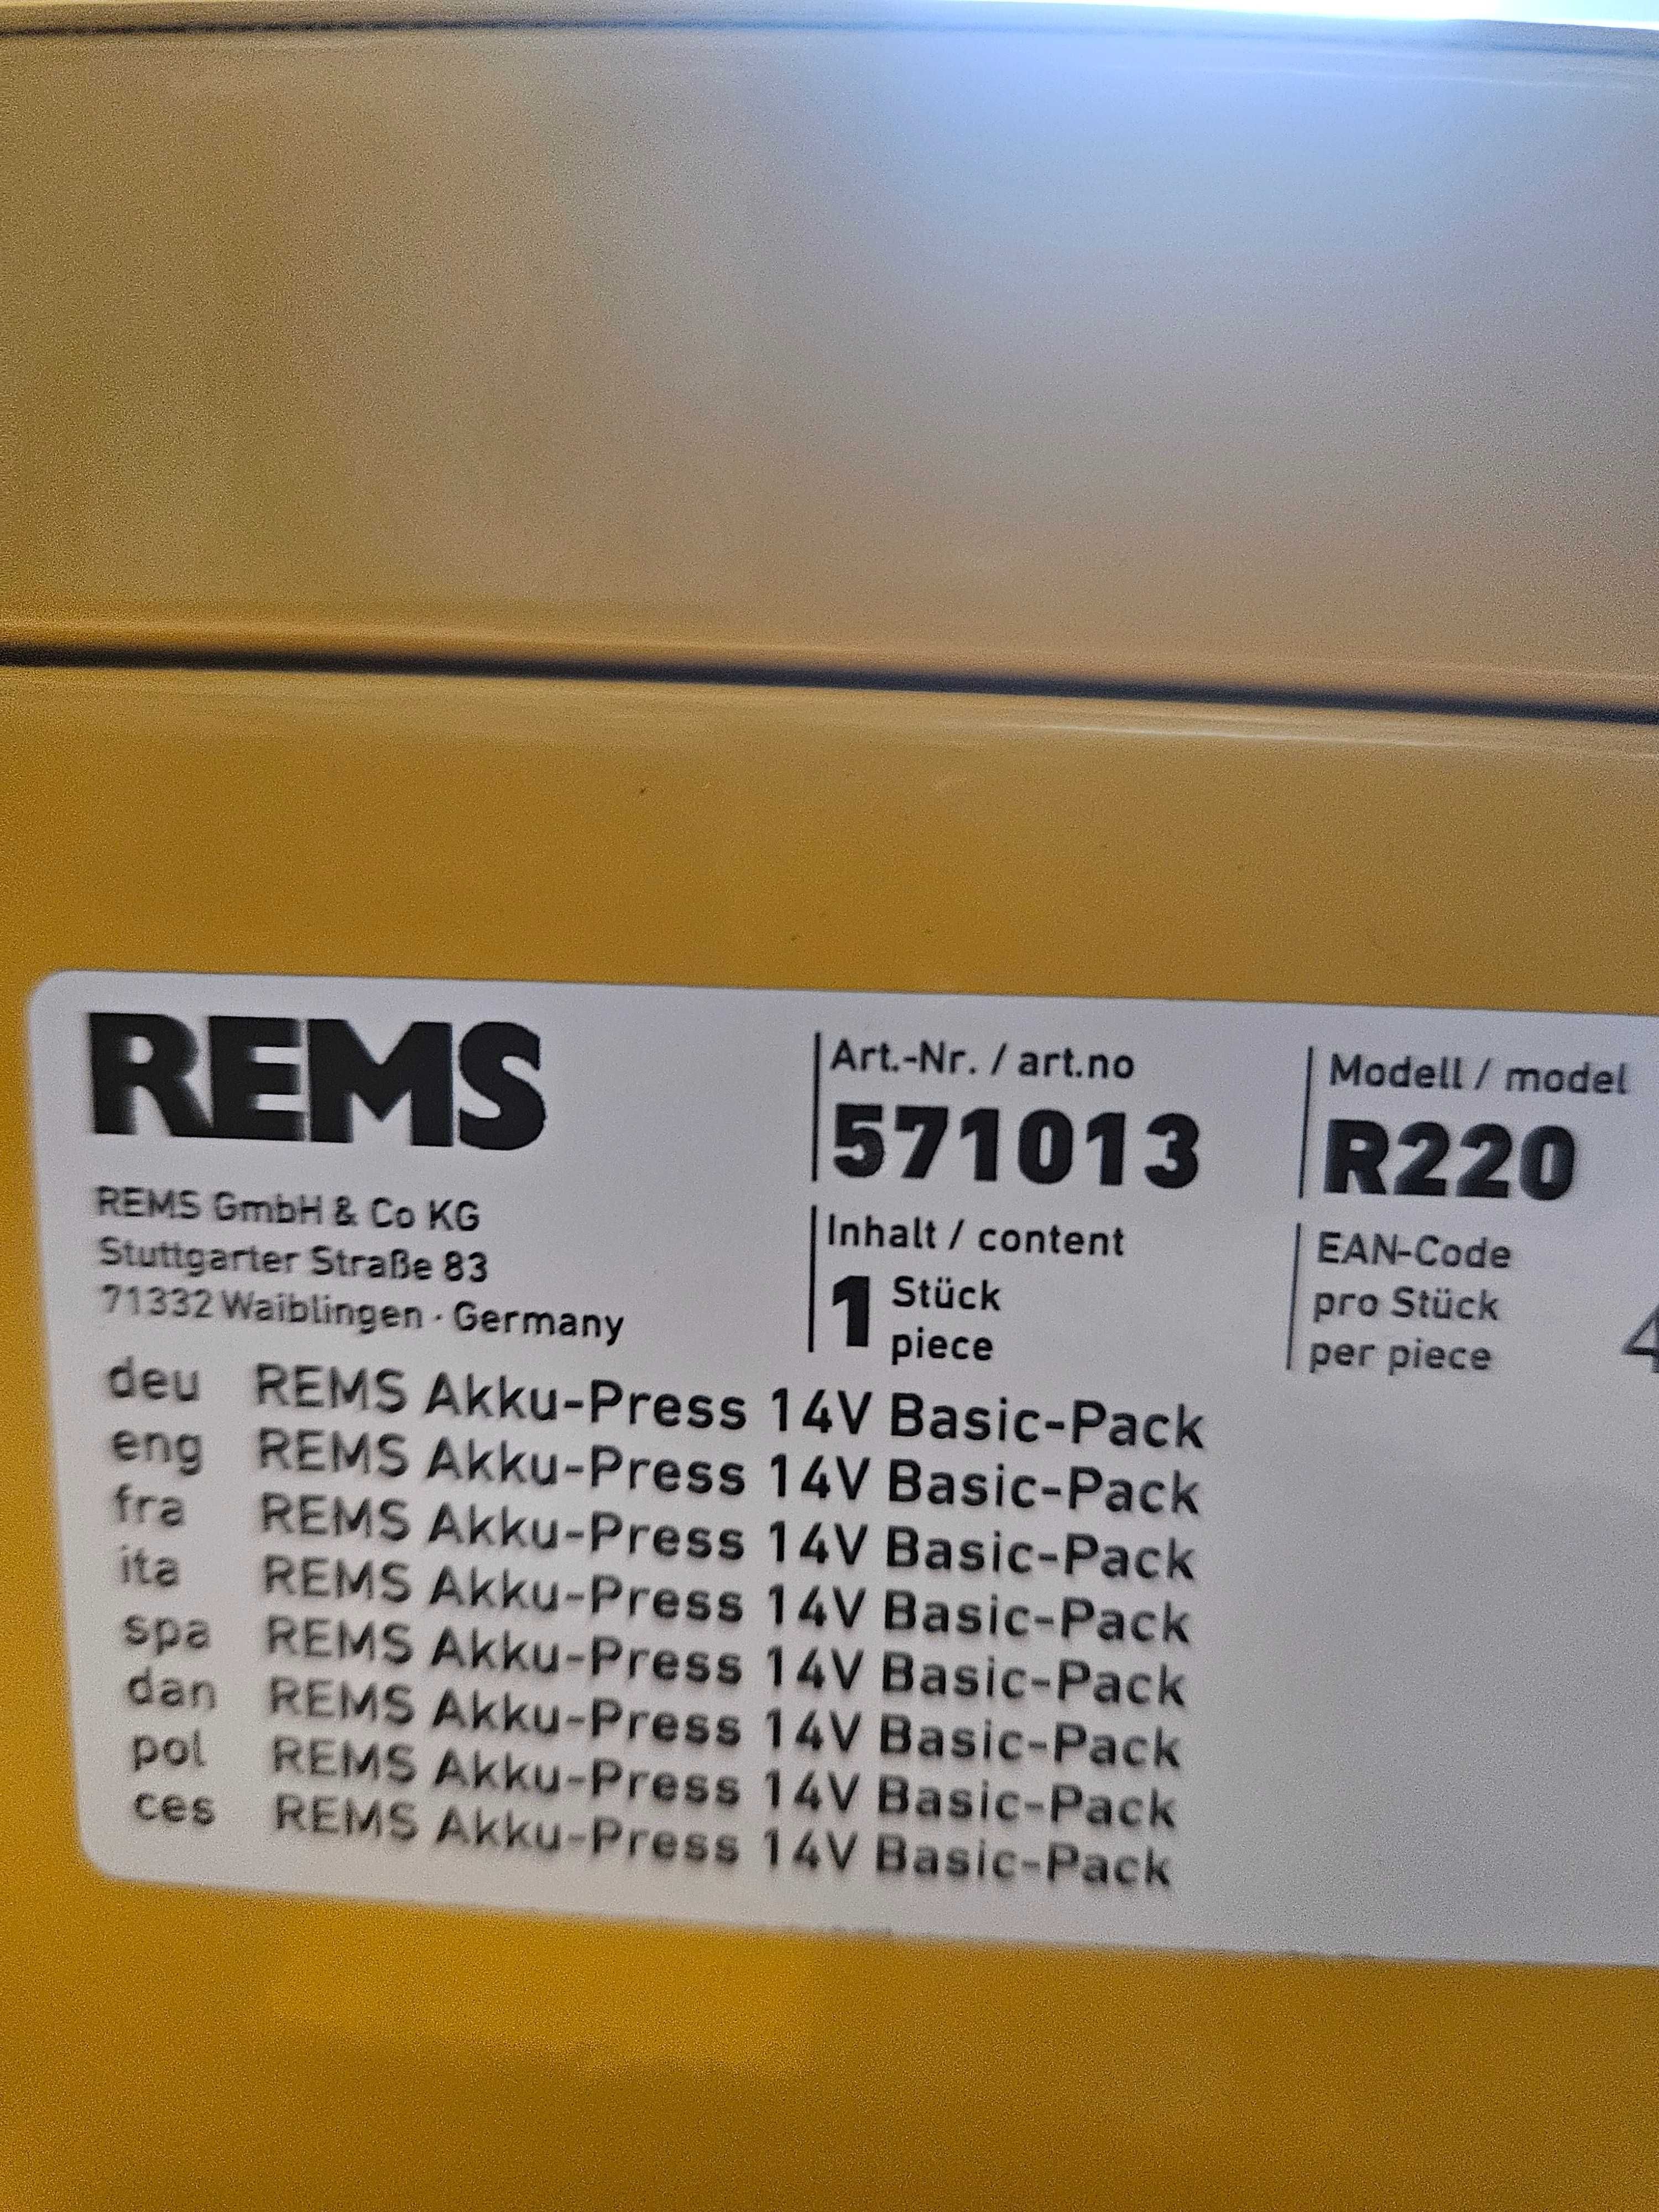 REMS
REMS GmbH & Co KG
Stuttgarter Straße 83
71332 Waiblingen · Germany
Art.-Nr. / art.no
571013
Modell / model
R220
Inhalt / content
1 Stück
piece
EAN-Code
pro Stück
per piece
4
deu REMS Akku-Press 14V Basic-Pack
eng REMS Akku-Press 14V Basic-Pack
fra REMS Akku-Press 14V Basic-Pack
ita REMS Akku-Press 14V Basic-Pack
spa REMS Akku-Press 14V Basic-Pack
dan REMS Akku-Press 14V Basic-Pack
pol REMS Akku-Press 14V Basic-Pack
ces REMS Akku-Press 14V Basic-Pack